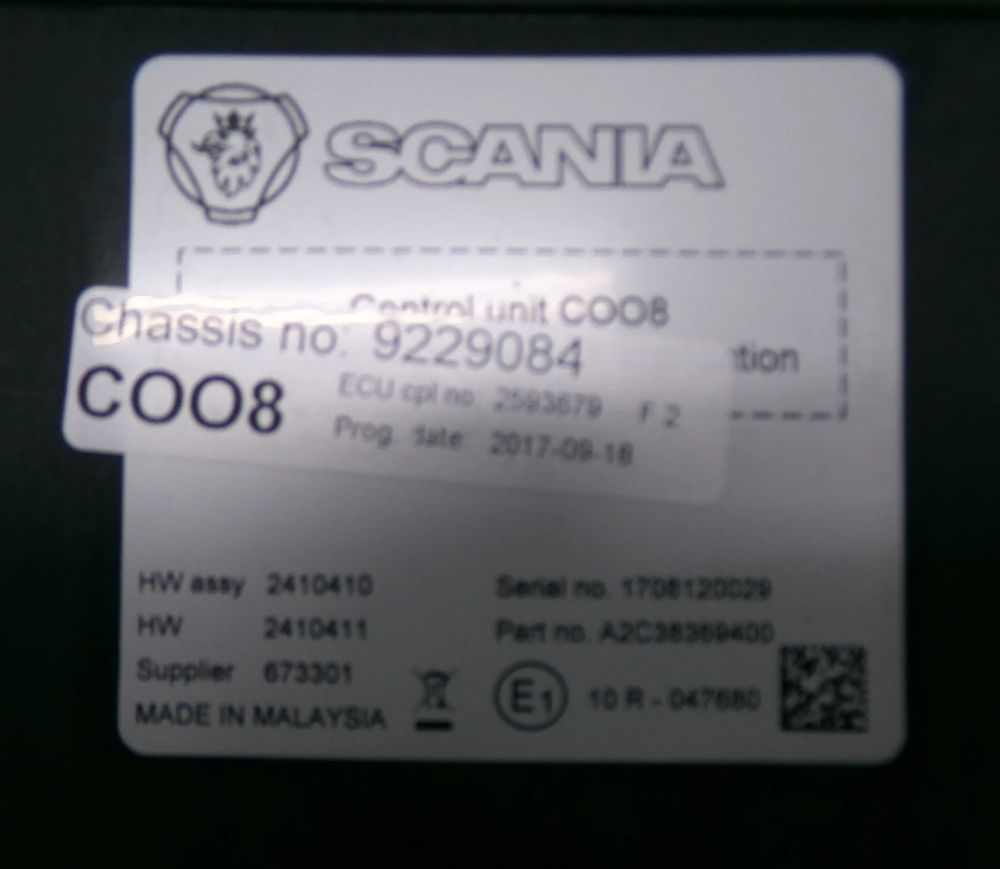 SCANIA
Control unit COO8
tion
Chassis no: 9229084
COO8
ECU cpl no: 2593679 F 2
Prog. date: 2017-09-18
HW assy 2410410
HW 2410411
Supplier 673301
MADE IN MALAYSIA
Serial no. 1708120029
Part no. A2C38369400
E1
10 R - 047680